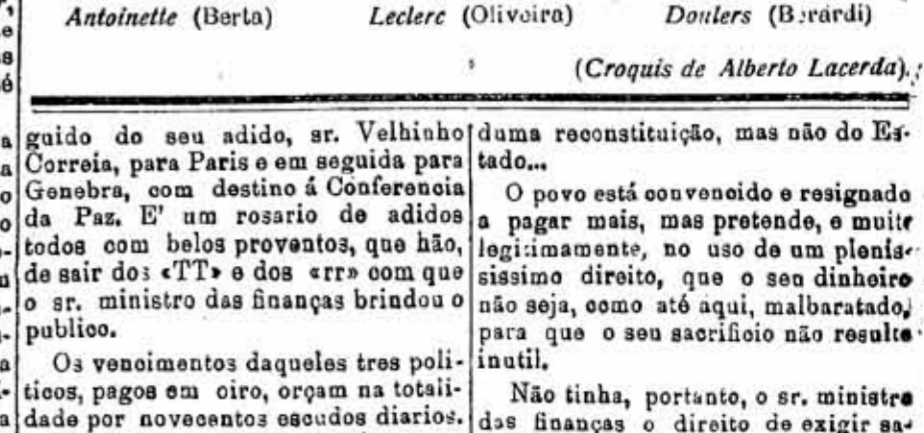 Antoinette (Berta) Leclerc (Oliveira) Doulers (Berardi)
(Croquis de Alberto Lacerda).
guido do seu adido, sr. Velhinho
Correia, para Paris e em seguida para
Genebra, com destino á Conferencia
da Paz. E' um rosario de adidos
todos com belos proventos, que hão,
de sair dos «TT» e dos «rr» com que
o sr. ministro das finanças brindou o
publico.
Os vencimentos daqueles tres poli-
ticos, pagos em oiro, orçam na totali-
dade por novecentos escudos diarios.
duma reconstituição, mas não do Es-
tado...
O povo está convencido e resignado
a pagar mais, mas pretende, e muito
legitimamente, no uso de um plenis-
sissimo direito, que o seu dinheiro
não seja, como até aqui, malbaratado,
para que o seu sacrificio não resulte
inutil.
Não tinha, portanto, o sr. ministro
das finanças o direito de exigir sa-